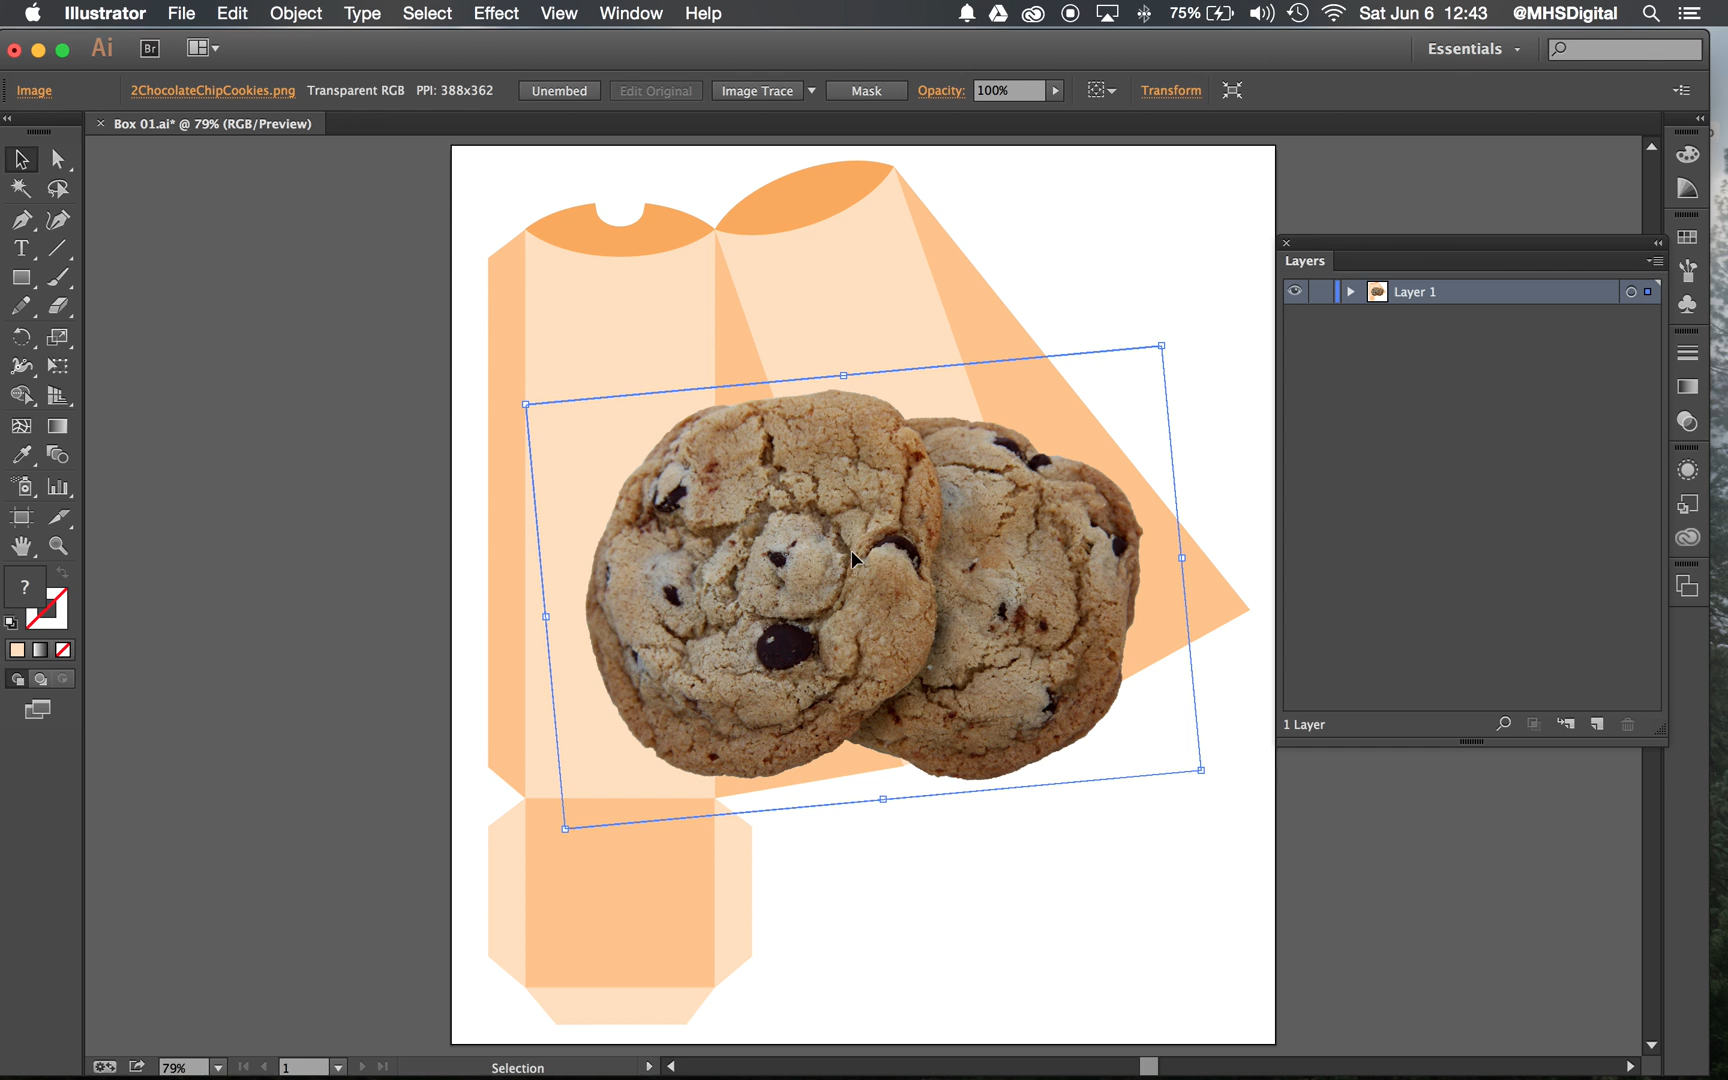 Illustrator File Edit Object Type Select Effect View Window Help 75% Sat Jun 6 12:43 @MHSDigital
Ai Br Essentials
Image 2ChocolateChipCookies.png Transparent RGB PPI: 388x362 Unembed Edit Original Image Trace Mask Opacity: 100% Transform
× Box 01.ai* @ 79% (RGB/Preview)
Layers
Layer 1
T
?
1 Layer
79% 1 Selection